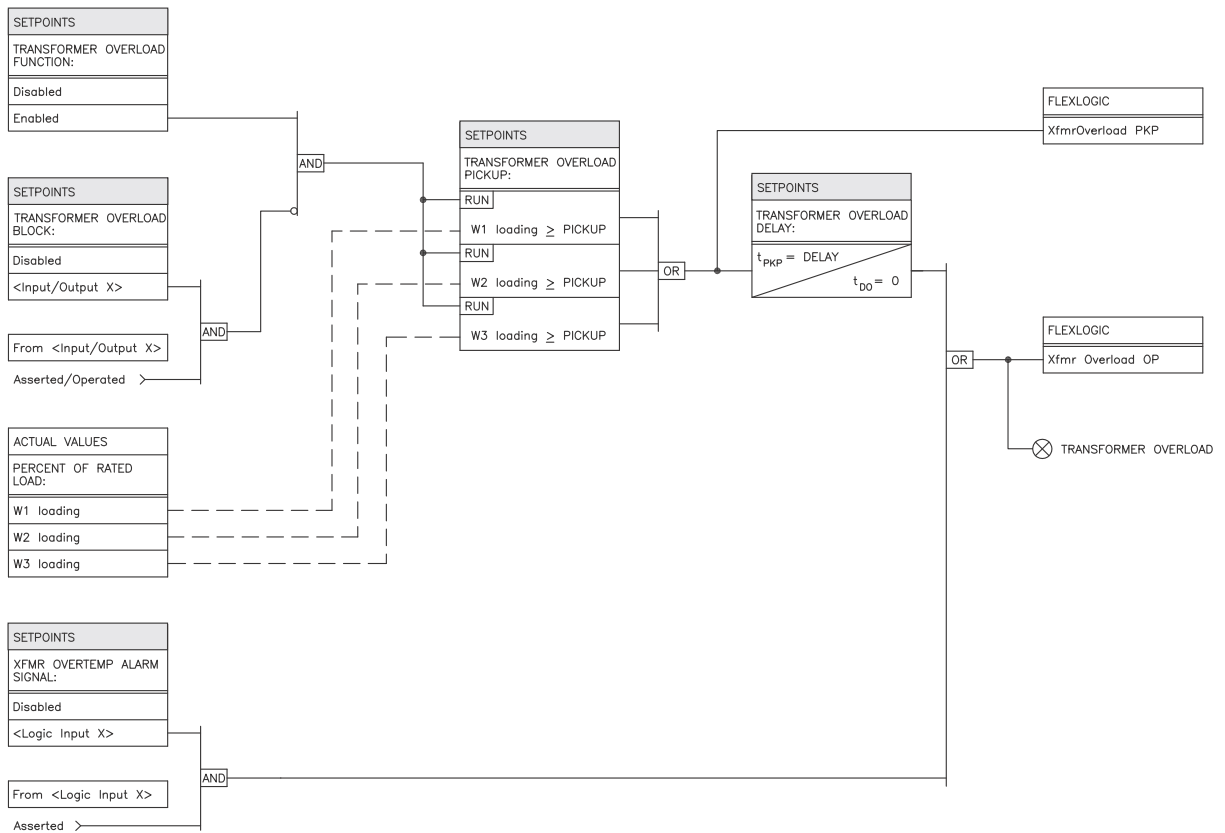 SETPOINTS
TRANSFORMER OVERLOAD
FUNCTION:
Disabled
Enabled
AND
SETPOINTS
TRANSFORMER OVERLOAD
BLOCK:
Disabled
<Input/Output X>
AND
From <Input/Output X>
Asserted/Operated
ACTUAL VALUES
PERCENT OF RATED
LOAD:
W1 loading
W2 loading
W3 loading
SETPOINTS
XFMR OVERTEMP ALARM
SIGNAL:
Disabled
<Logic Input X>
AND
From <Logic Input X>
Asserted
SETPOINTS
TRANSFORMER OVERLOAD
PICKUP:
RUN
W1 loading ≥ PICKUP
RUN
W2 loading ≥ PICKUP
RUN
W3 loading ≥ PICKUP
OR
SETPOINTS
TRANSFORMER OVERLOAD
DELAY:
tPKP = DELAY
tDO = 0
OR
FLEXLOGIC
XfmrOverload PKP
FLEXLOGIC
Xfmr Overload OP
TRANSFORMER OVERLOAD